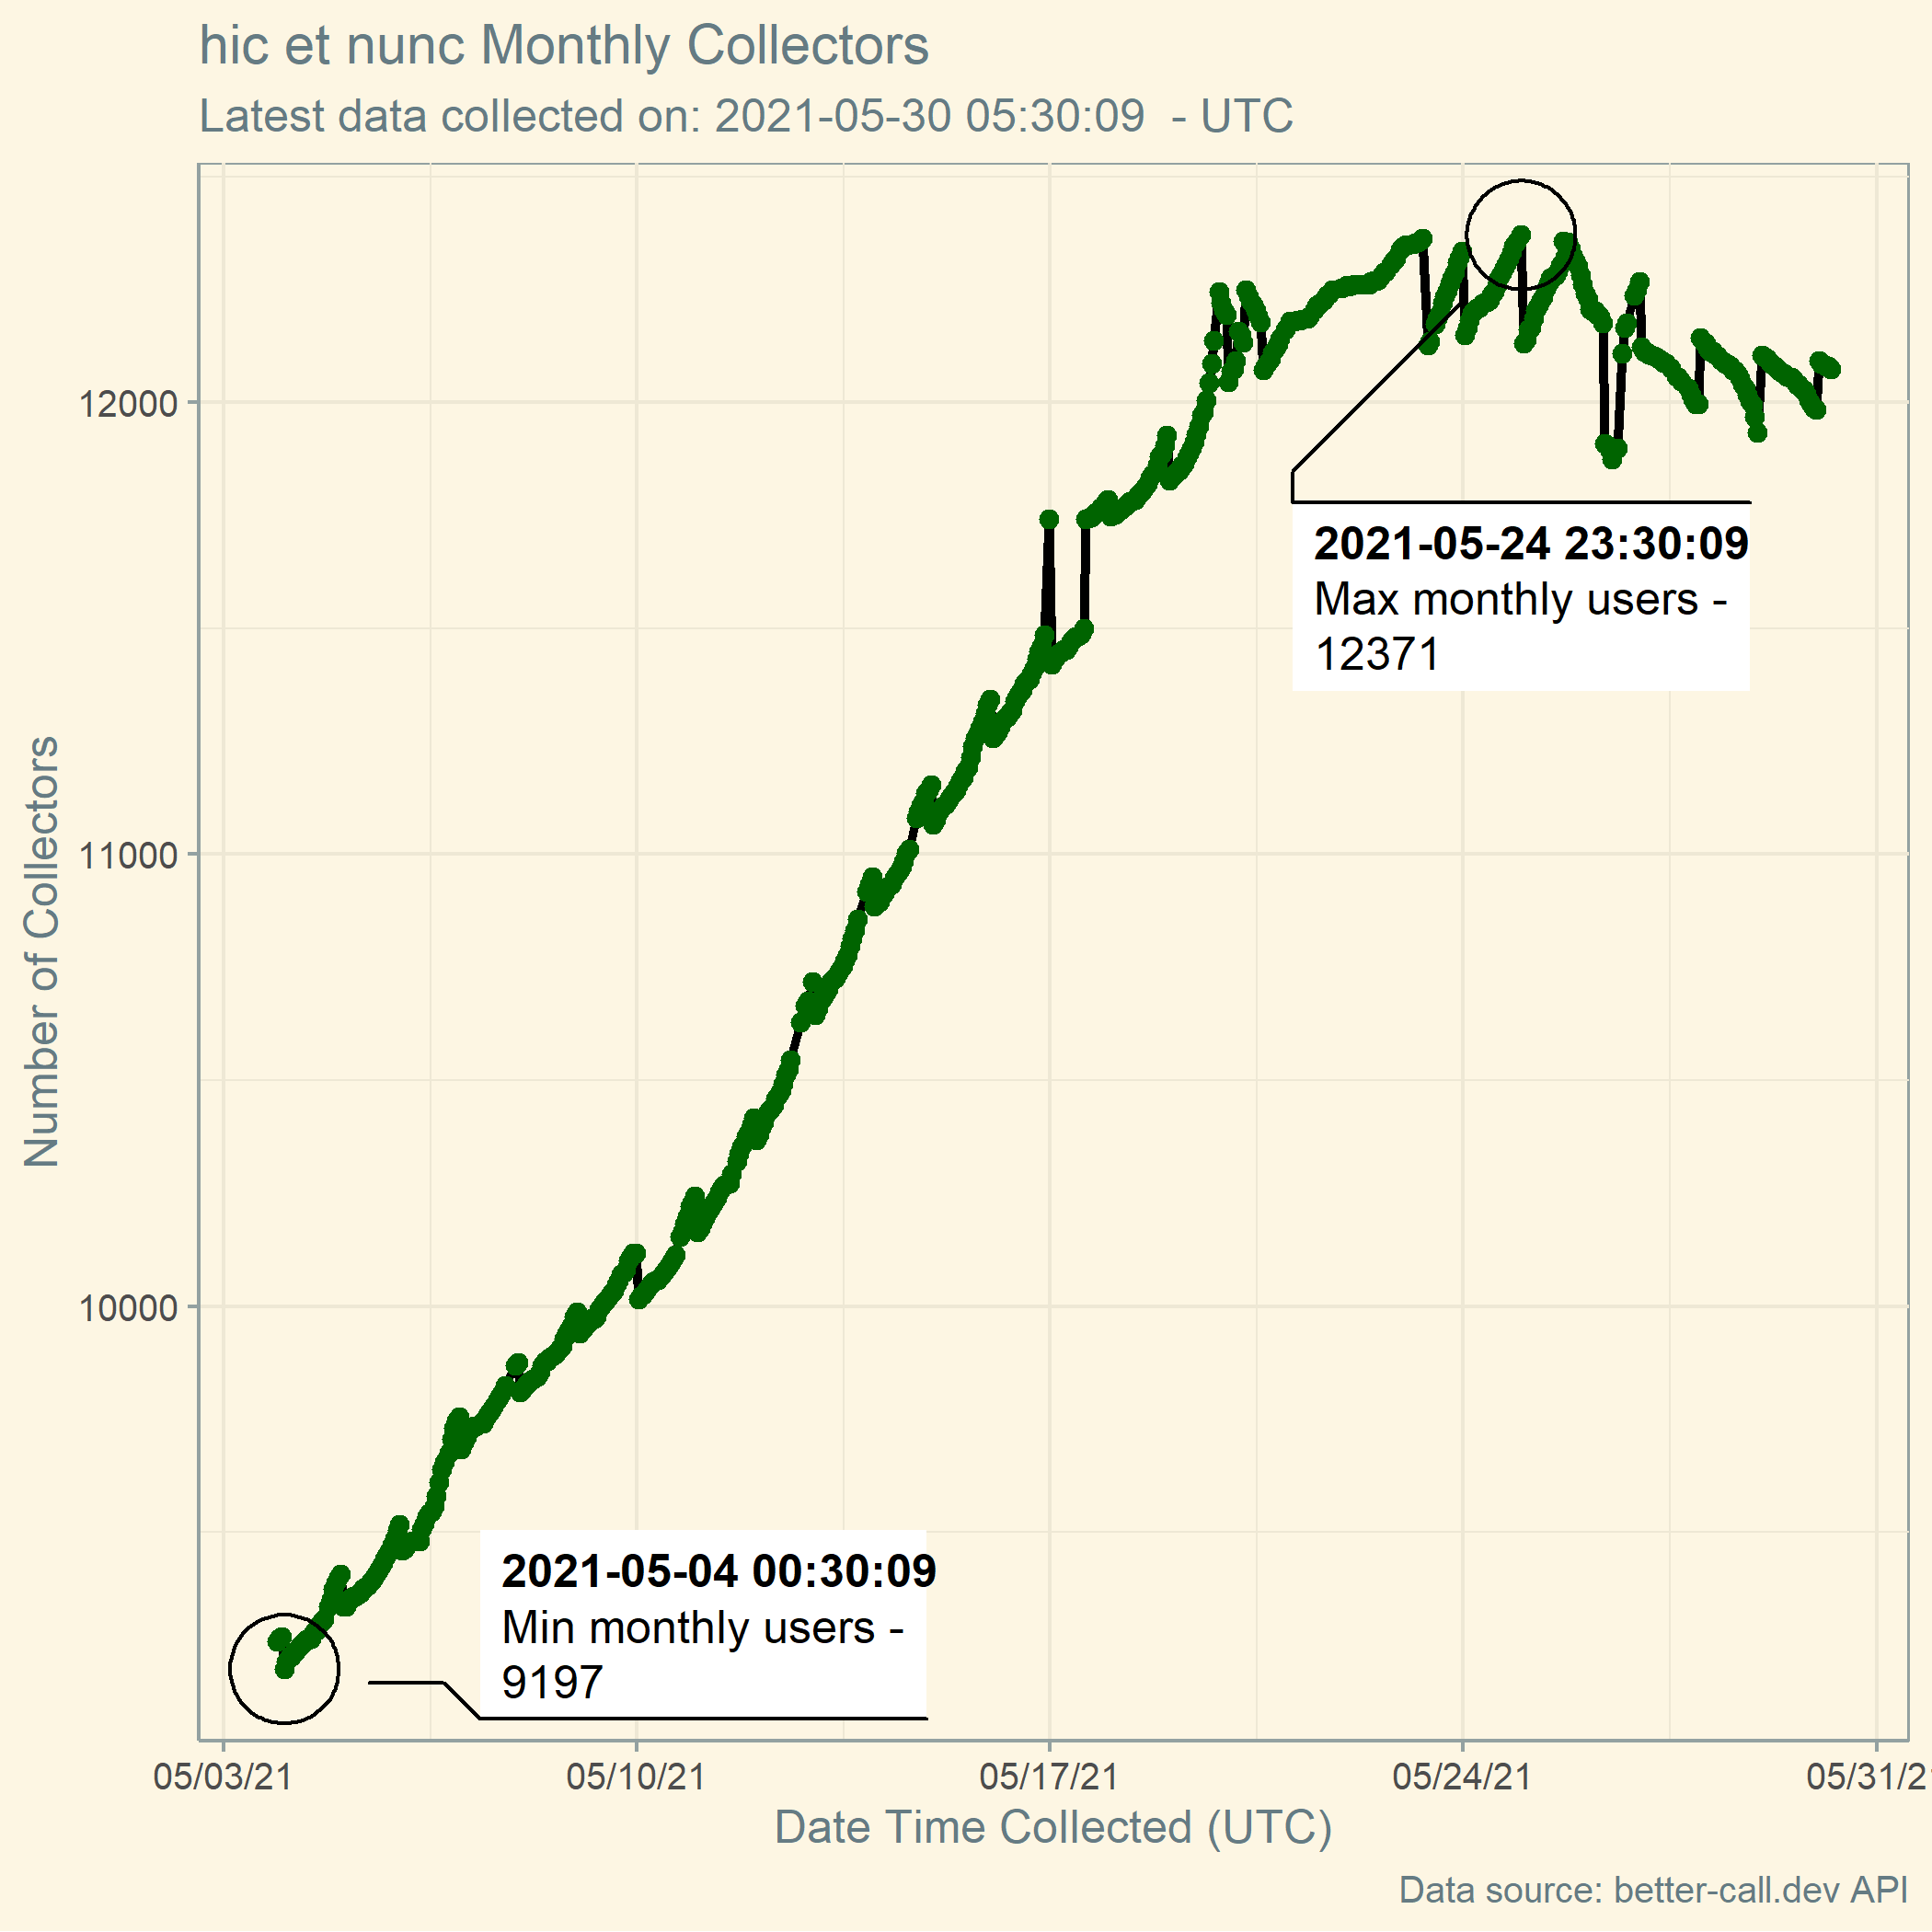 hic et nunc Monthly Collectors
Latest data collected on: 2021-05-30 05:30:09  - UTC
Number of Collectors
12000
11000
10000
2021-05-24 23:30:09
Max monthly users -
12371
2021-05-04 00:30:09
Min monthly users -
9197
05/03/21
05/10/21
05/17/21
05/24/21
05/31/21
Date Time Collected (UTC)
Data source: better-call.dev API